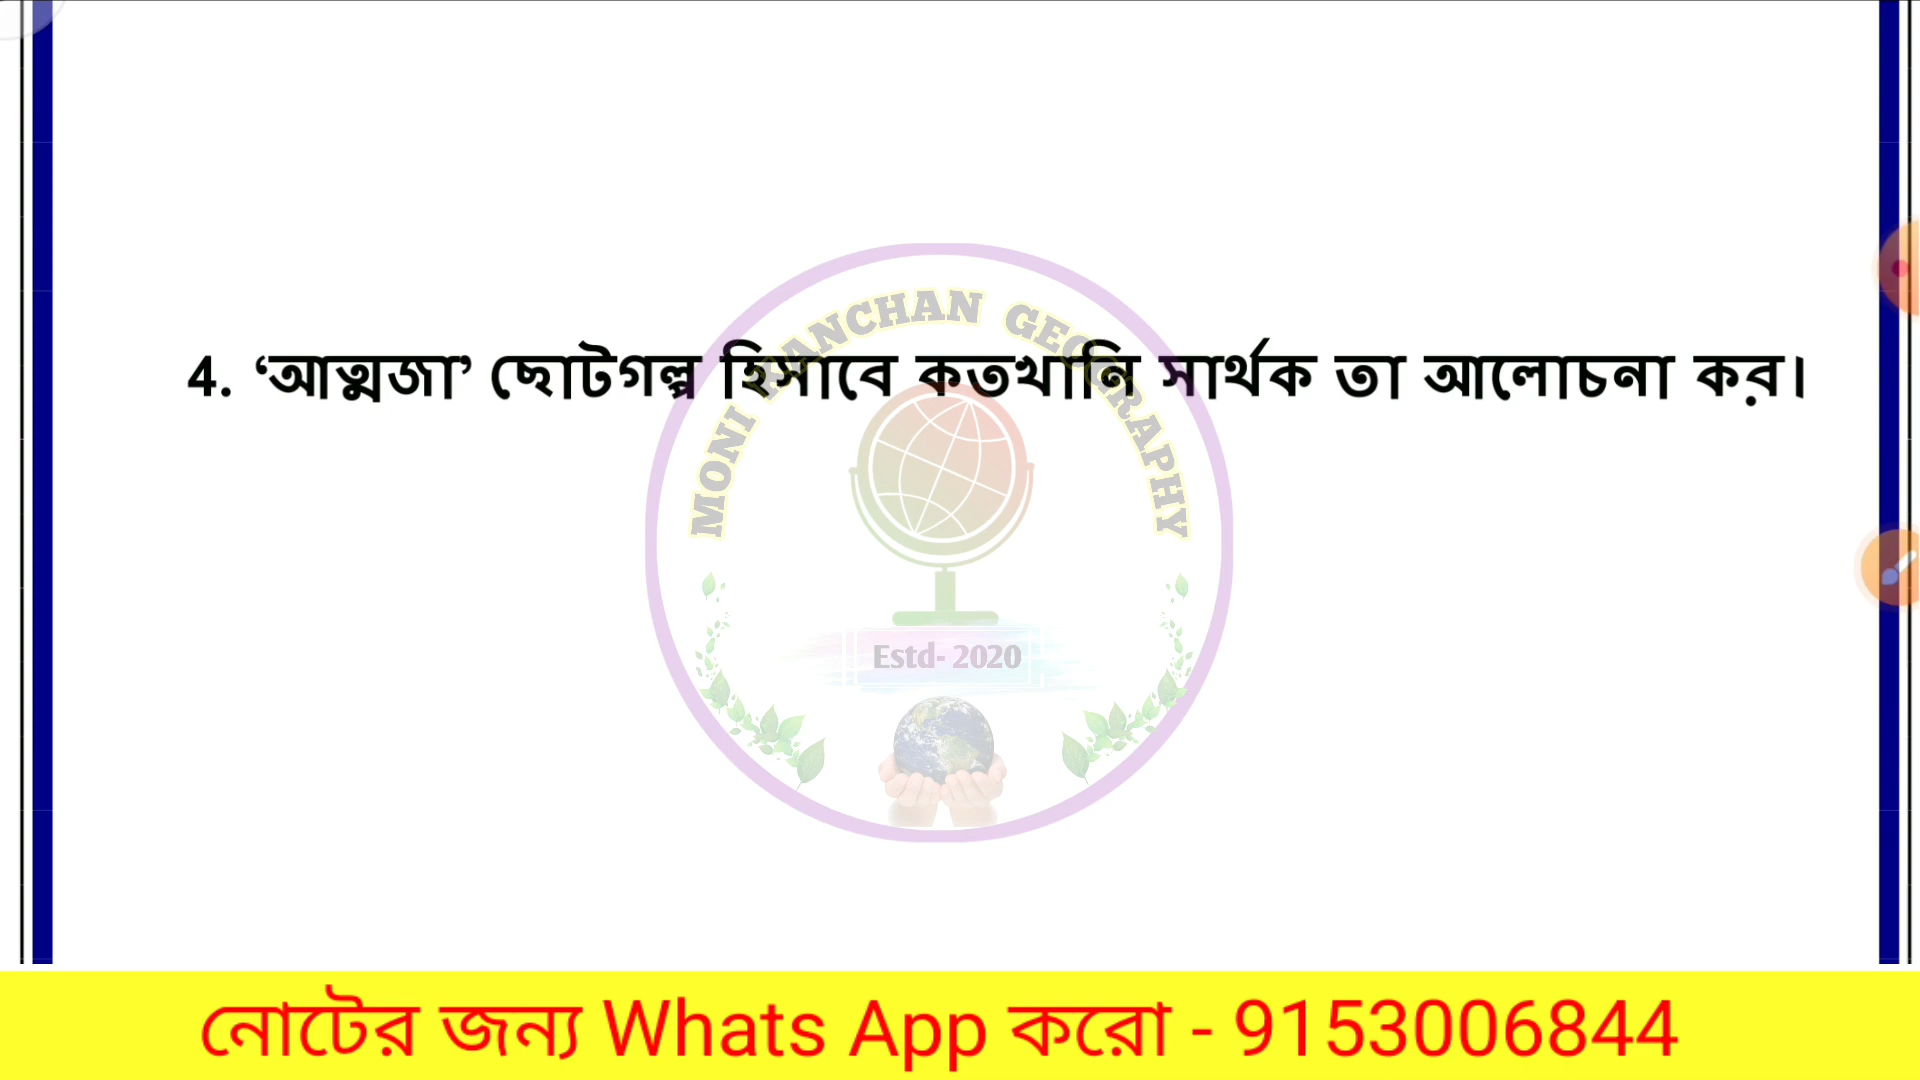 MONI KANCHAN GEOGRAPHY
4. ‘আত্মজা’ ছোটগল্প হিসাবে কতখানি সার্থক তা আলোচনা কর।
Estd- 2020
নোটের জন্য Whats App করো - 9153006844